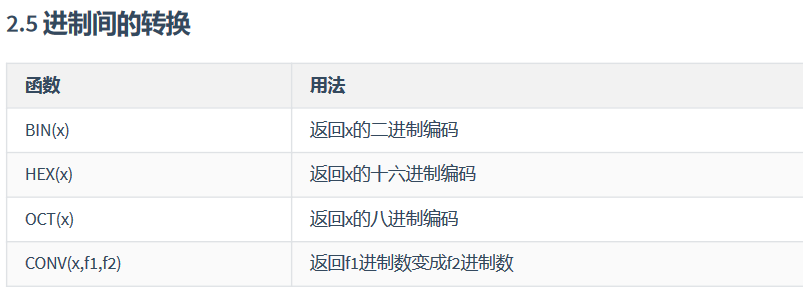 2.5 进制间的转换
函数 用法
BIN(x) 返回x的二进制编码
HEX(x) 返回x的十六进制编码
OCT(x) 返回x的八进制编码
CONV(x,f1,f2) 返回f1进制数变成f2进制数